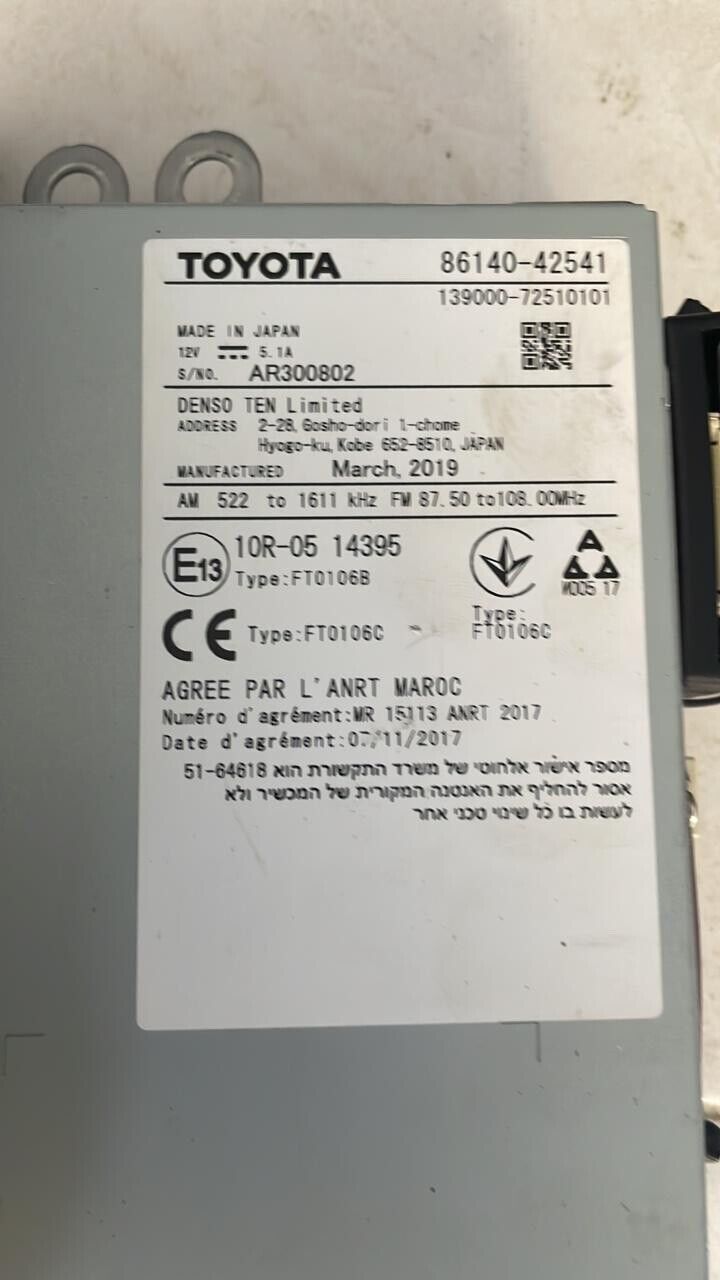 TOYOTA 86140-42541
139000-72510101
MADE IN JAPAN
12V 5.1A
S/NO. AR300802
DENSO TEN Limited
ADDRESS 2-28, Gosho-dori 1-chome
Hyogo-ku, Kobe 652-8510, JAPAN
MANUFACTURED March, 2019
AM 522 to 1611 kHz FM 87.50 to108.00MHz
E13 10R-05 14395
Type:FT0106B
A
W005 17
CE Type:FT0106C
Type:
FT0106C
AGREE PAR L'ANRT MAROC
Numéro d'agrément:MR 15113 ANRT 2017
Date d'agrément:07/11/2017
מספר אישור אלחוטי של משרד התקשורת הוא 51-64618
אסור להחליף את האנטנה המקורית של המכשיר ולא
לעשות בו כל שינוי טכני אחר